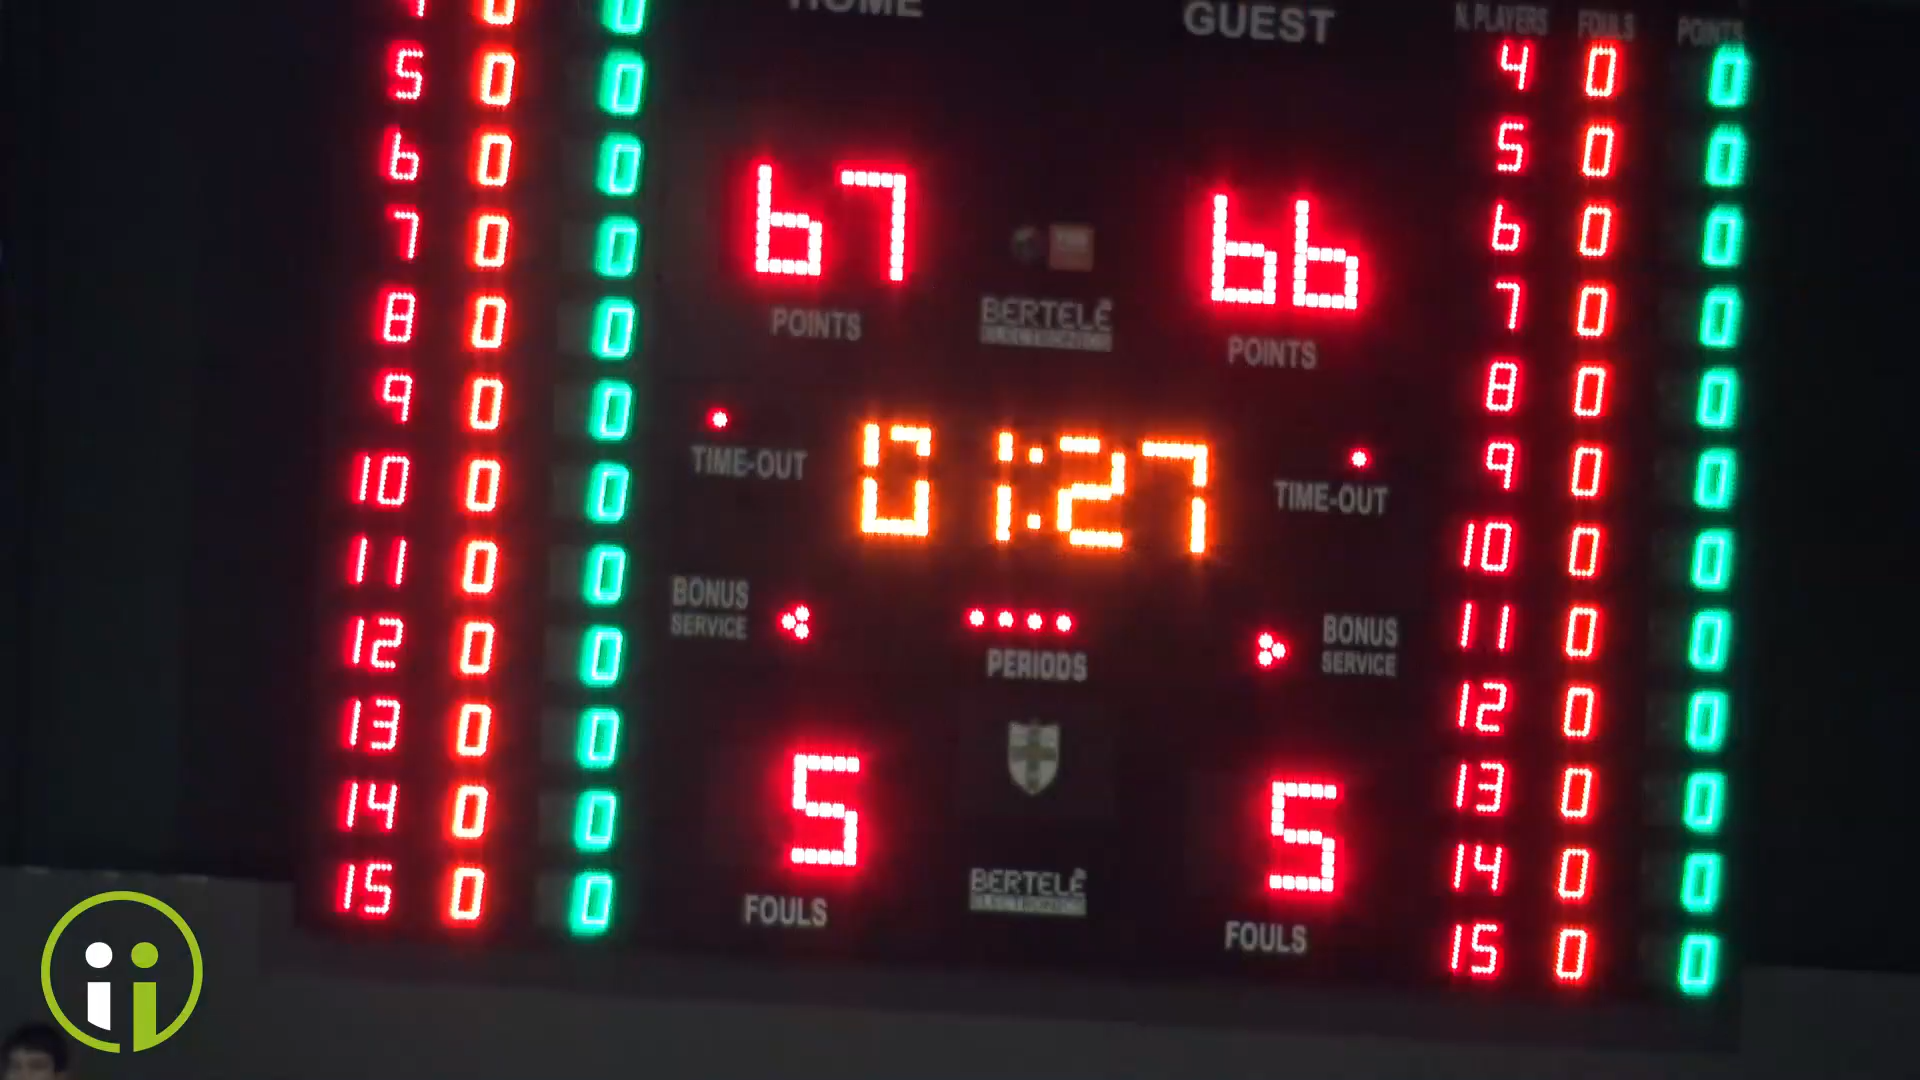 HOME GUEST N. PLAYERS FOULS POINTS
4 0 0
5 0 0 5 0 0
6 0 0 6 0 0
7 0 0 7 0 0
8 0 0 8 0 0
9 0 0 9 0 0
10 0 0 10 0 0
11 0 0 11 0 0
12 0 0 12 0 0
13 0 0 13 0 0
14 0 0 14 0 0
15 0 0 15 0 0
67 66
POINTS BERTELÈ POINTS
ELECTRONICS
TIME-OUT 01:27 TIME-OUT
BONUS BONUS
SERVICE PERIODS SERVICE
5 5
FOULS BERTELÈ FOULS
ELECTRONICS